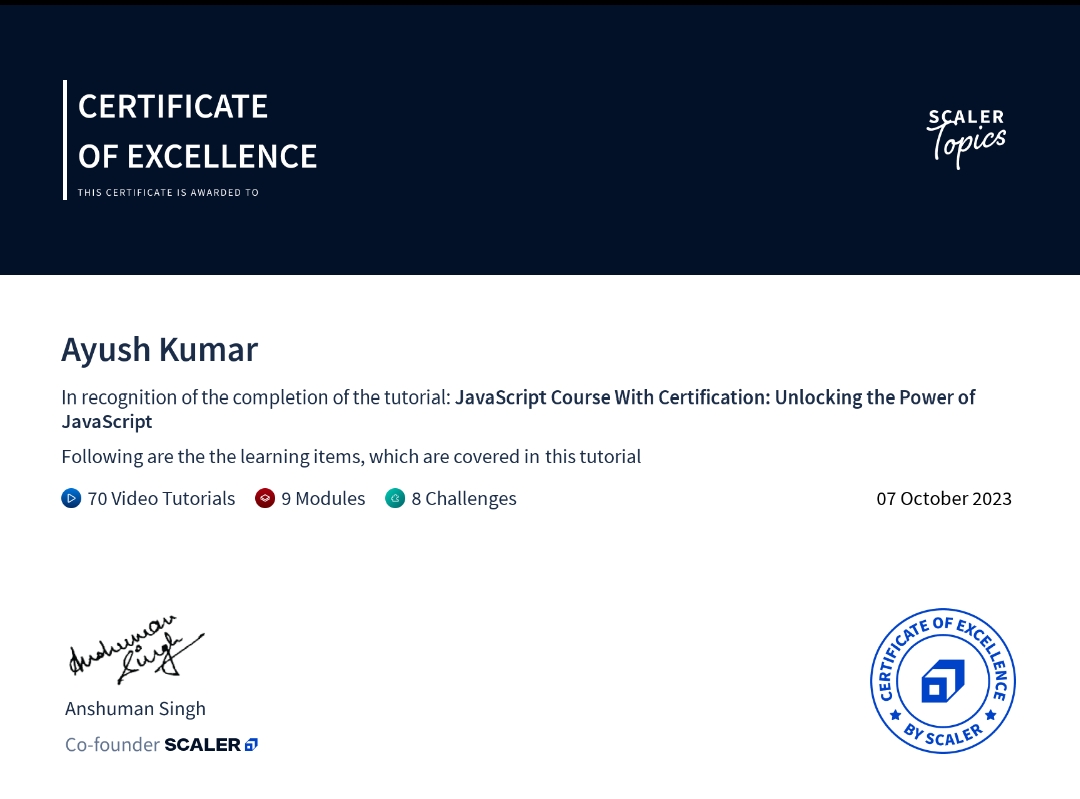 CERTIFICATE
OF EXCELLENCE
THIS CERTIFICATE IS AWARDED TO
SCALER
Topics
Ayush Kumar
In recognition of the completion of the tutorial: JavaScript Course With Certification: Unlocking the Power of
JavaScript
Following are the the learning items, which are covered in this tutorial
70 Video Tutorials 9 Modules 8 Challenges 07 October 2023
Anshuman
Singh
Anshuman Singh
Co-founder SCALER
CERTIFICATE OF EXCELLENCE
BY SCALER